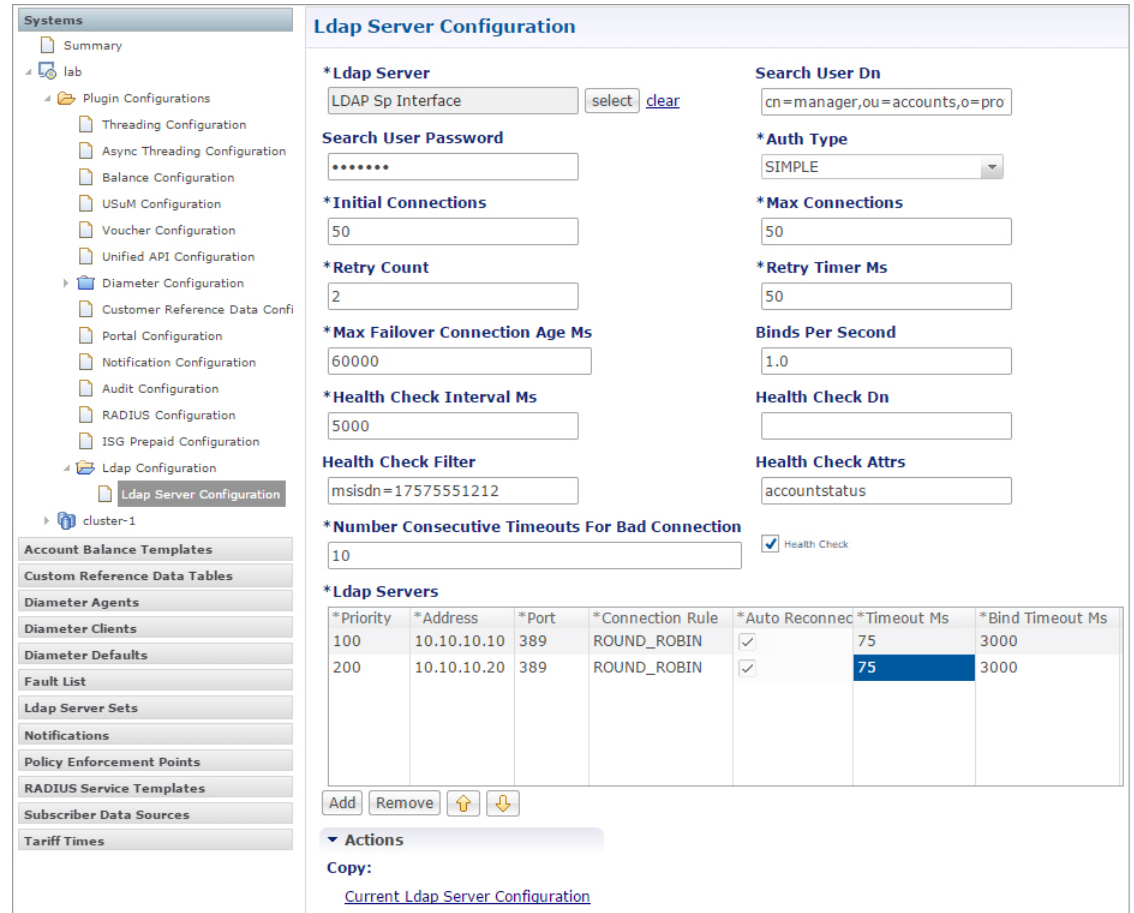 Systems
Summary
lab
Plugin Configurations
Threading Configuration
Async Threading Configuration
Balance Configuration
USuM Configuration
Voucher Configuration
Unified API Configuration
Diameter Configuration
Customer Reference Data Confi
Portal Configuration
Notification Configuration
Audit Configuration
RADIUS Configuration
ISG Prepaid Configuration
Ldap Configuration
Ldap Server Configuration
cluster-1
Account Balance Templates
Custom Reference Data Tables
Diameter Agents
Diameter Clients
Diameter Defaults
Fault List
Ldap Server Sets
Notifications
Policy Enforcement Points
RADIUS Service Templates
Subscriber Data Sources
Tariff Times
Ldap Server Configuration
*Ldap Server Search User Dn
LDAP Sp Interface select clear cn=manager,ou=accounts,o=pro
Search User Password *Auth Type
••••••• SIMPLE
*Initial Connections *Max Connections
50 50
*Retry Count *Retry Timer Ms
2 50
*Max Failover Connection Age Ms Binds Per Second
60000 1.0
*Health Check Interval Ms Health Check Dn
5000
Health Check Filter Health Check Attrs
msisdn=17575551212 accountstatus
*Number Consecutive Timeouts For Bad Connection
10 Health Check
*Ldap Servers
*Priority *Address *Port *Connection Rule *Auto Reconnec *Timeout Ms *Bind Timeout Ms
100 10.10.10.10 389 ROUND_ROBIN 75 3000
200 10.10.10.20 389 ROUND_ROBIN 75 3000
Add Remove
Actions
Copy:
Current Ldap Server Configuration